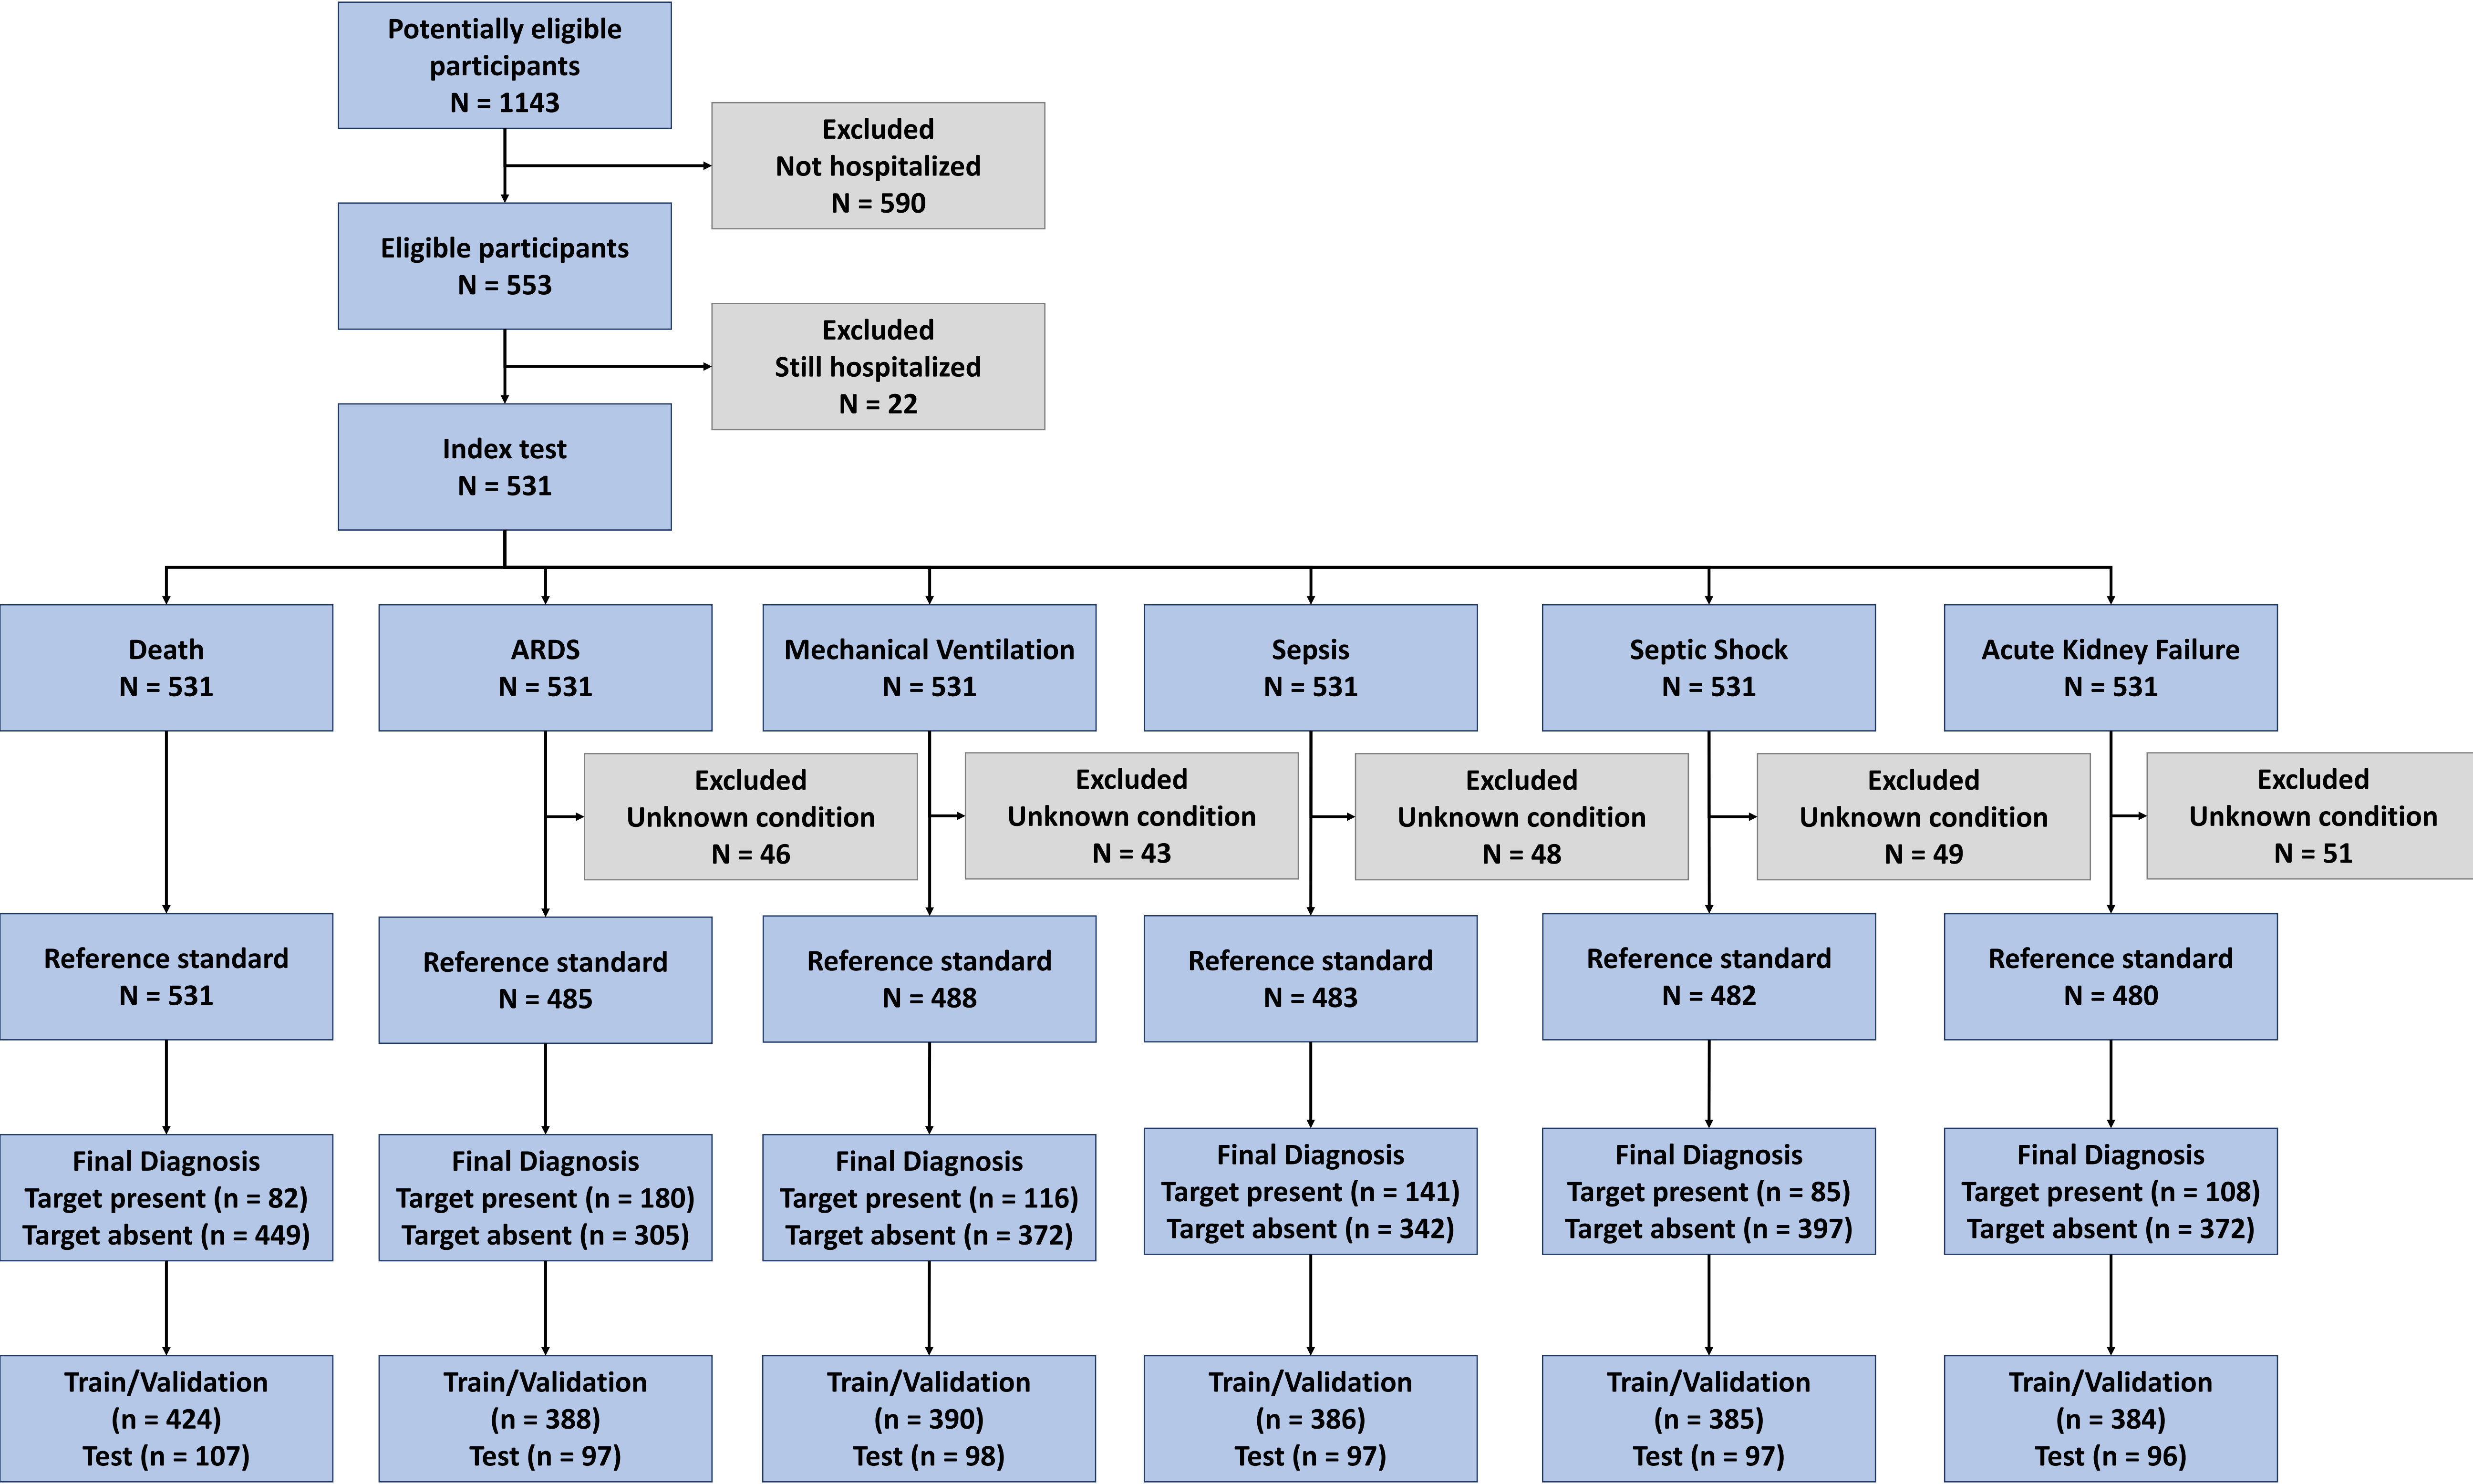 Potentially eligible
participants
N = 1143
Excluded
Not hospitalized
N = 590
Eligible participants
N = 553
Excluded
Still hospitalized
N = 22
Index test
N = 531
Death
N = 531
ARDS
N = 531
Mechanical Ventilation
N = 531
Sepsis
N = 531
Septic Shock
N = 531
Acute Kidney Failure
N = 531
Excluded
Unknown condition
N = 46
Excluded
Unknown condition
N = 43
Excluded
Unknown condition
N = 48
Excluded
Unknown condition
N = 49
Excluded
Unknown condition
N = 51
Reference standard
N = 531
Reference standard
N = 485
Reference standard
N = 488
Reference standard
N = 483
Reference standard
N = 482
Reference standard
N = 480
Final Diagnosis
Target present (n = 82)
Target absent (n = 449)
Final Diagnosis
Target present (n = 180)
Target absent (n = 305)
Final Diagnosis
Target present (n = 116)
Target absent (n = 372)
Final Diagnosis
Target present (n = 141)
Target absent (n = 342)
Final Diagnosis
Target present (n = 85)
Target absent (n = 397)
Final Diagnosis
Target present (n = 108)
Target absent (n = 372)
Train/Validation
(n = 424)
Test (n = 107)
Train/Validation
(n = 388)
Test (n = 97)
Train/Validation
(n = 390)
Test (n = 98)
Train/Validation
(n = 386)
Test (n = 97)
Train/Validation
(n = 385)
Test (n = 97)
Train/Validation
(n = 384)
Test (n = 96)